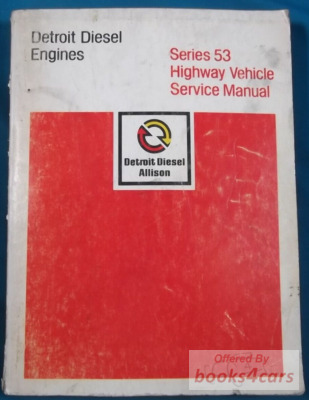 Detroit Diesel
Engines
Series 53
Highway Vehicle
Service Manual
Detroit Diesel
Allison
Offered By
books4cars